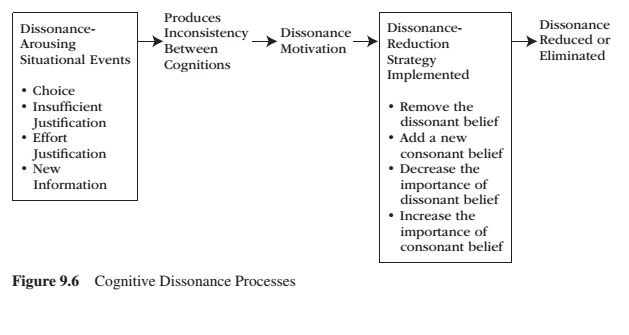 Dissonance-
Arousing
Situational Events
• Choice
• Insufficient
Justification
• Effort
Justification
• New
Information
Produces
Inconsistency
Between
Cognitions
Dissonance
Motivation
Dissonance-
Reduction
Strategy
Implemented
• Remove the
dissonant belief
• Add a new
consonant belief
• Decrease the
importance of
dissonant belief
• Increase the
importance of
consonant belief
Dissonance
Reduced or
Eliminated
Figure 9.6 Cognitive Dissonance Processes